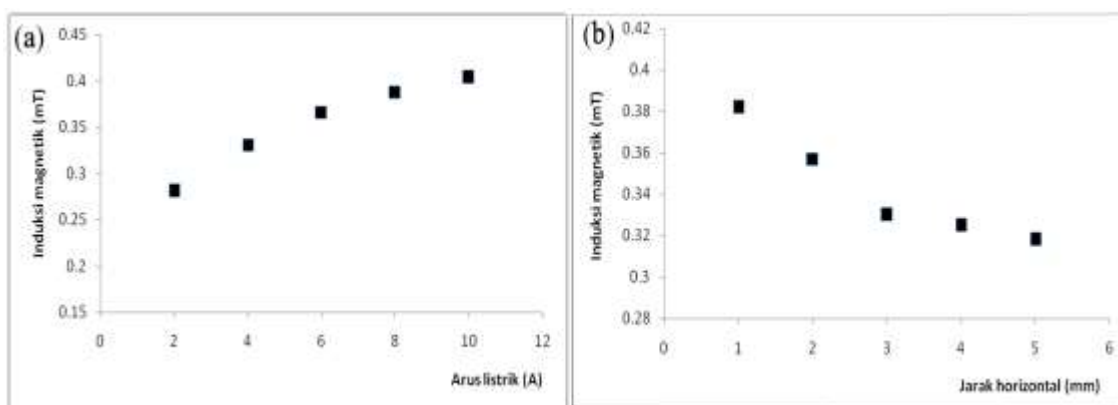 (a)
0.45
0.4
0.35
0.3
0.25
0.2
0.15
0 2 4 6 8 10 12
Induksi magnetik (mT)
Arus listrik (A)
(b)
0.42
0.4
0.38
0.36
0.34
0.32
0.3
0.28
0 1 2 3 4 5 6
Induksi magnetik (mT)
Jarak horizontal (mm)